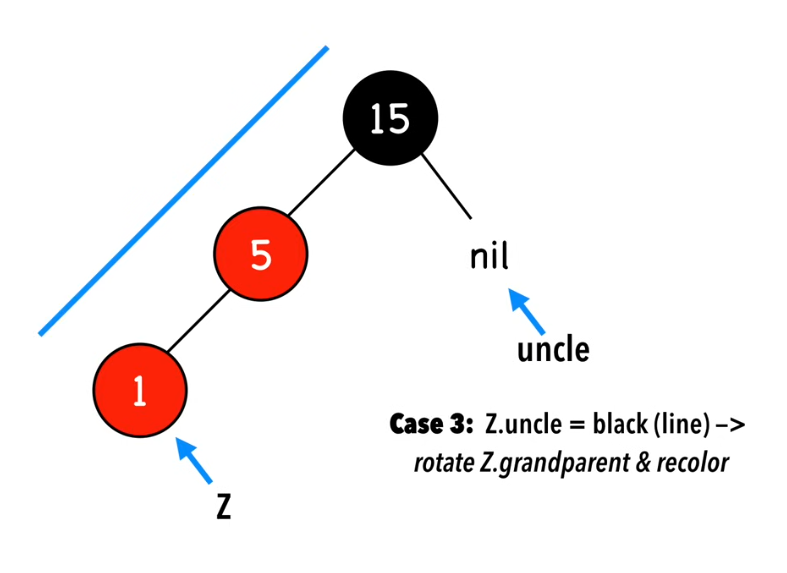 15
5
nil
uncle
1
Case 3: Z.uncle = black (line) —>
rotate Z.grandparent & recolor
Z